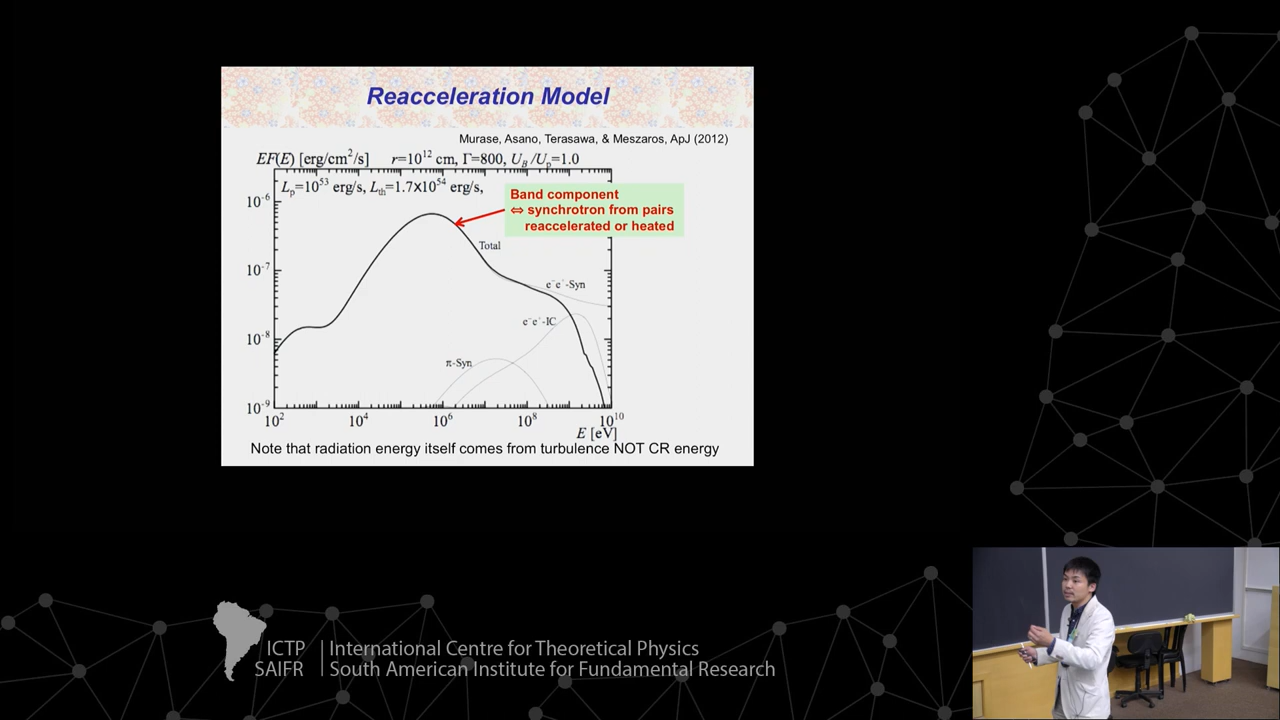 Reacceleration Model
Murase, Asano, Terasawa, & Meszaros, ApJ (2012)
EF(E) [erg/cm²/s] r=10¹² cm, Γ=800, U_B/U_p=1.0
L_p=10⁵³ erg/s, L_th=1.7×10⁵⁴ erg/s,
Band component
⇔ synchrotron from pairs
reaccelerated or heated
10⁻⁶
Total
10⁻⁷
e⁻e⁺-Syn
e⁻e⁺-IC
10⁻⁸
π-Syn
10⁻⁹
10² 10⁴ 10⁶ 10⁸ 10¹⁰
E [eV]
Note that radiation energy itself comes from turbulence NOT CR energy
ICTP International Centre for Theoretical Physics
SAIFR South American Institute for Fundamental Research